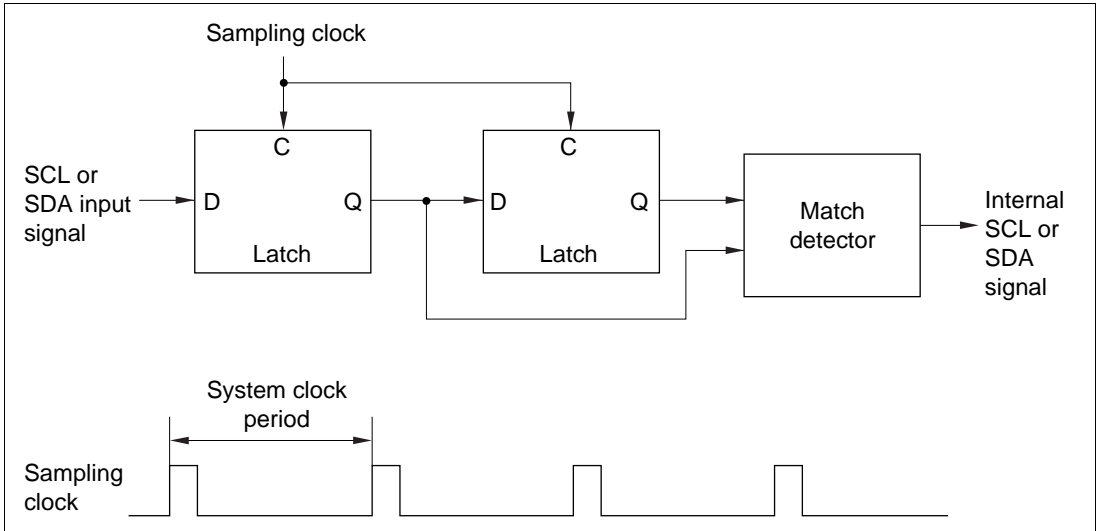 Sampling clock
C
C
SCL or
SDA input
signal
D
Q
D
Q
Latch
Latch
Match
detector
Internal
SCL or
SDA
signal
System clock
period
Sampling
clock